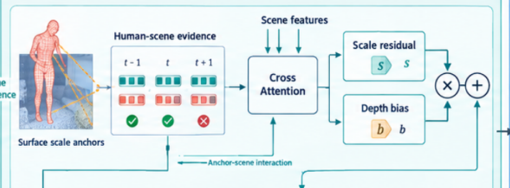 Scene features
Human-scene evidence
t - 1
t
t + 1
Cross
Attention
Scale residual
s s
Depth bias
b b
× +
Surface scale anchors
Anchor-scene interaction